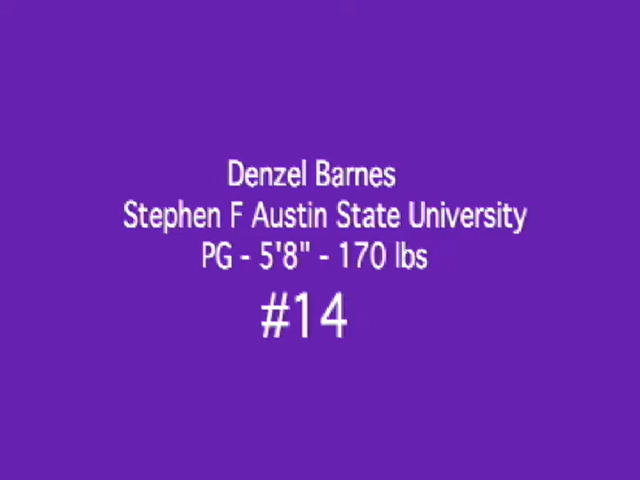 Denzel Barnes
Stephen F Austin State University
PG - 5'8" - 170 lbs
#14